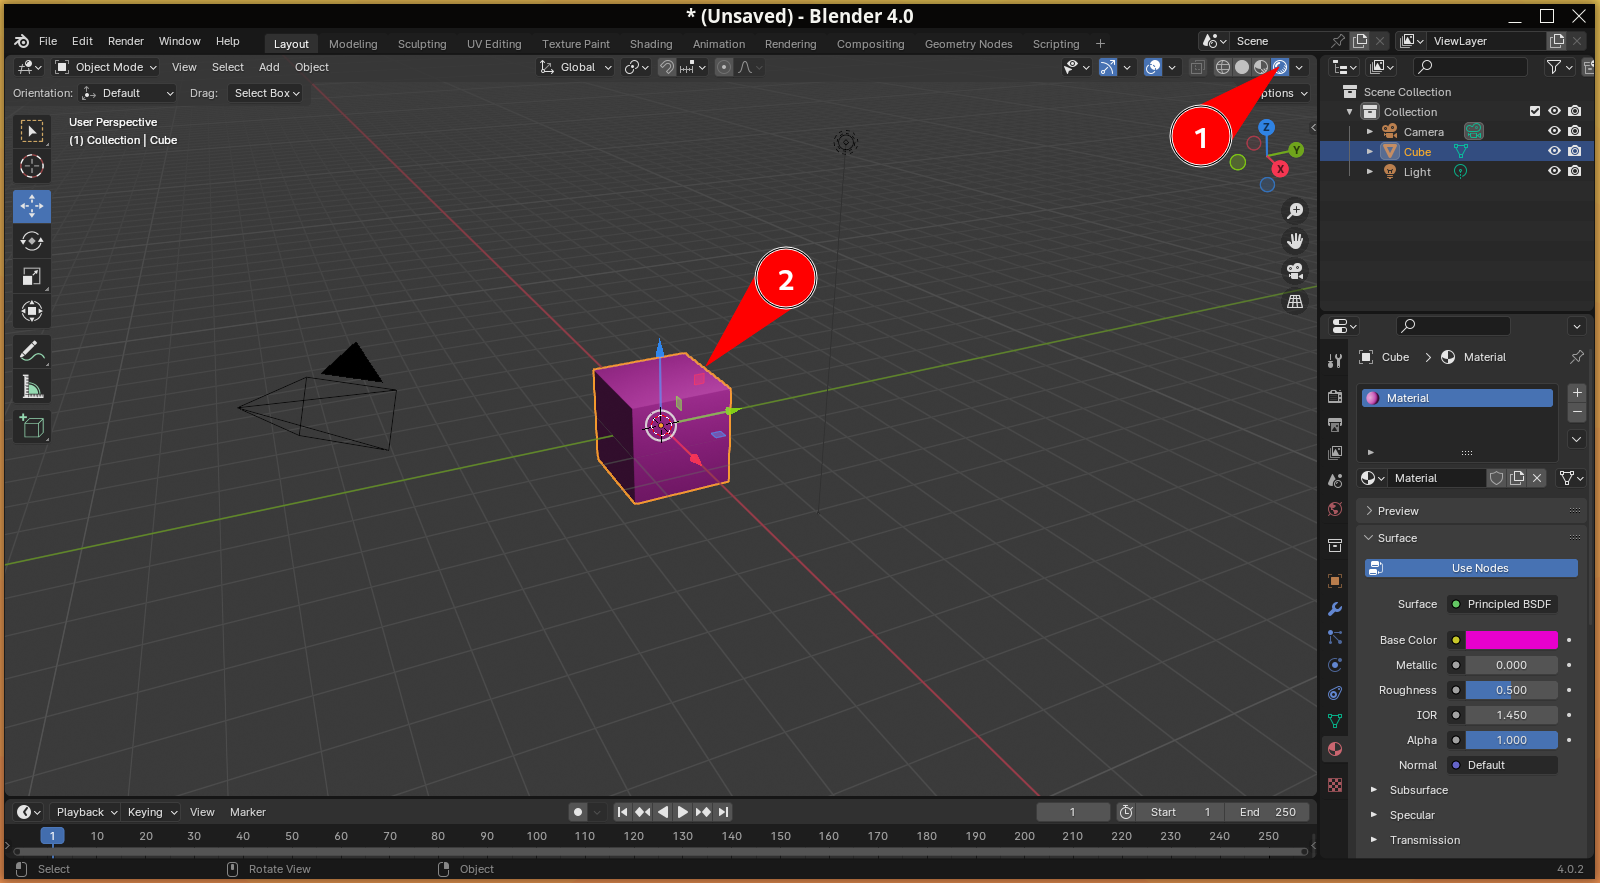 * (Unsaved) - Blender 4.0
File Edit Render Window Help Layout Modeling Sculpting UV Editing Texture Paint Shading Animation Rendering Compositing Geometry Nodes Scripting + Scene ViewLayer
Object Mode View Select Add Object Global
Orientation: Default Drag: Select Box ptions
Scene Collection
Collection
Camera
Cube
Light
User Perspective
(1) Collection | Cube
1
Z
Y
X
2
Cube > Material
Material
Material
Preview
Surface
Use Nodes
Surface Principled BSDF
Base Color
Metallic 0.000
Roughness 0.500
IOR 1.450
Alpha 1.000
Normal Default
Subsurface
Specular
Transmission
Playback Keying View Marker 1 Start 1 End 250
1 10 20 30 40 50 60 70 80 90 100 110 120 130 140 150 160 170 180 190 200 210 220 230 240 250
Select Rotate View Object 4.0.2